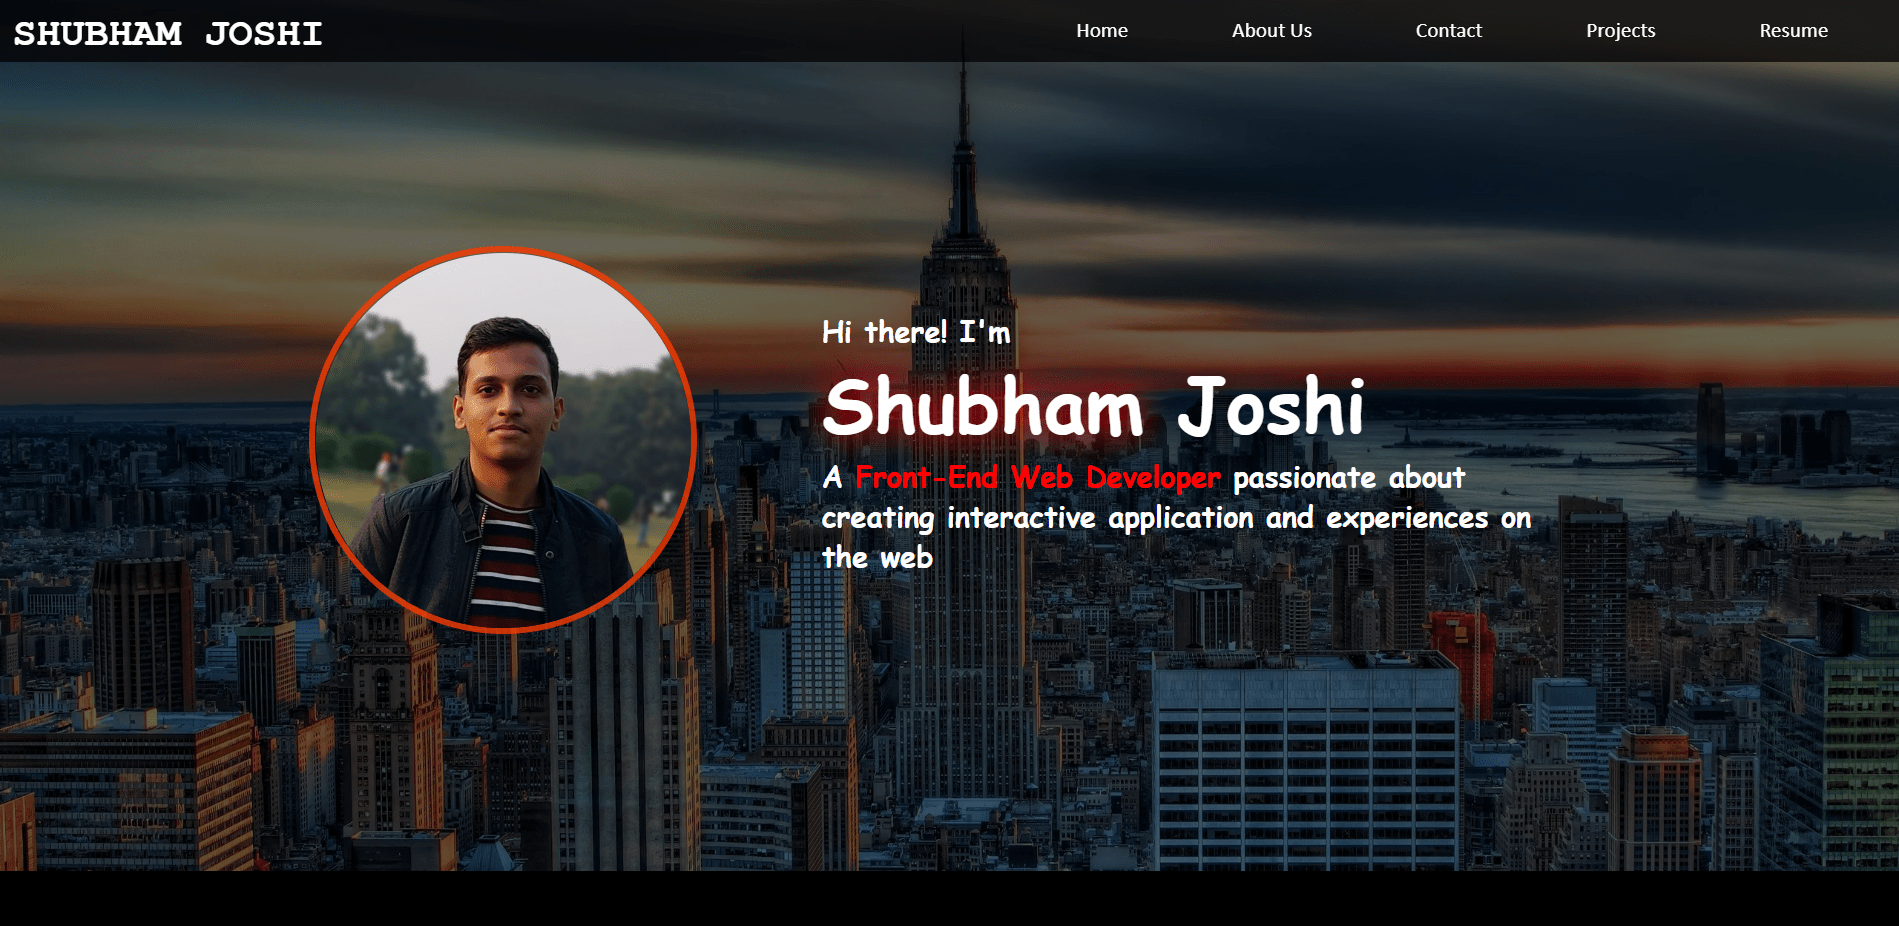 SHUBHAM JOSHI
Home About Us Contact Projects Resume
Hi there! I'm
Shubham Joshi
A Front-End Web Developer passionate about
creating interactive application and experiences on
the web